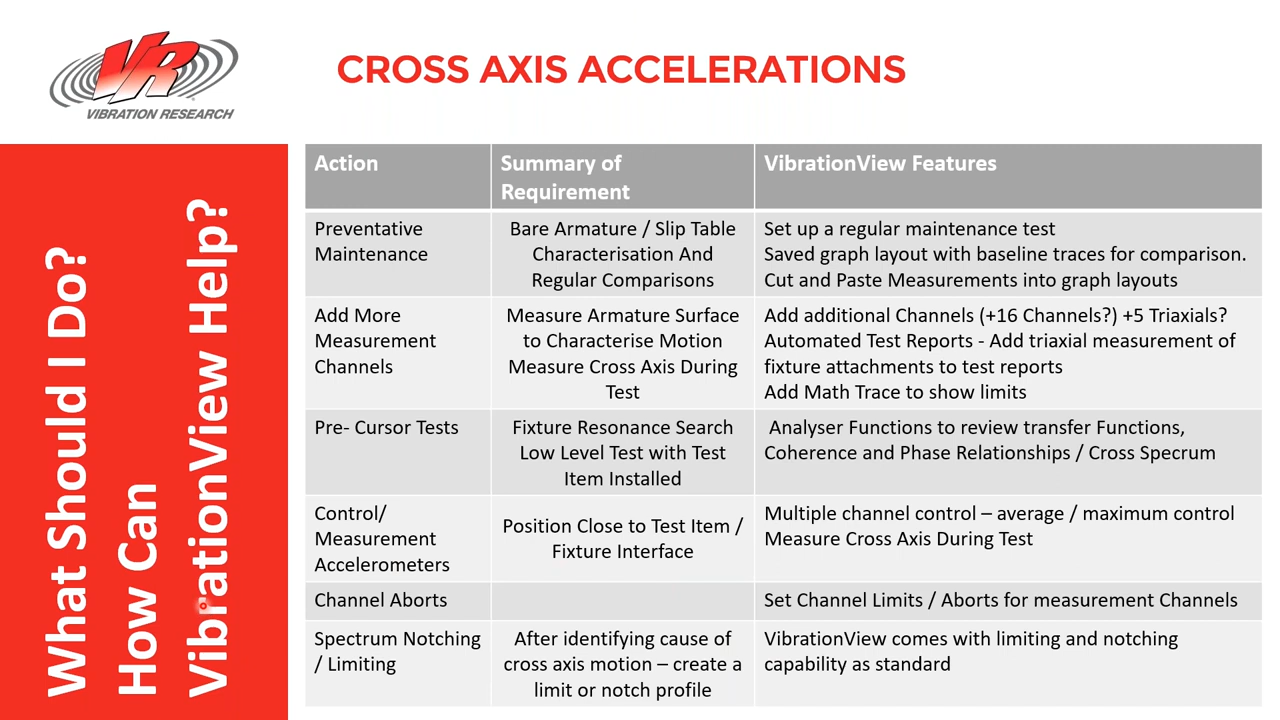 VR
VIBRATION RESEARCH
CROSS AXIS ACCELERATIONS
What Should I Do?
How Can
VibrationView Help?
Action
Summary of
Requirement
VibrationView Features
Preventative
Maintenance
Bare Armature / Slip Table
Characterisation And
Regular Comparisons
Set up a regular maintenance test
Saved graph layout with baseline traces for comparison.
Cut and Paste Measurements into graph layouts
Add More
Measurement
Channels
Measure Armature Surface
to Characterise Motion
Measure Cross Axis During
Test
Add additional Channels (+16 Channels?) +5 Triaxials?
Automated Test Reports - Add triaxial measurement of
fixture attachments to test reports
Add Math Trace to show limits
Pre- Cursor Tests
Fixture Resonance Search
Low Level Test with Test
Item Installed
Analyser Functions to review transfer Functions,
Coherence and Phase Relationships / Cross Specrum
Control/
Measurement
Accelerometers
Position Close to Test Item /
Fixture Interface
Multiple channel control – average / maximum control
Measure Cross Axis During Test
Channel Aborts
Set Channel Limits / Aborts for measurement Channels
Spectrum Notching
/ Limiting
After identifying cause of
cross axis motion – create a
limit or notch profile
VibrationView comes with limiting and notching
capability as standard